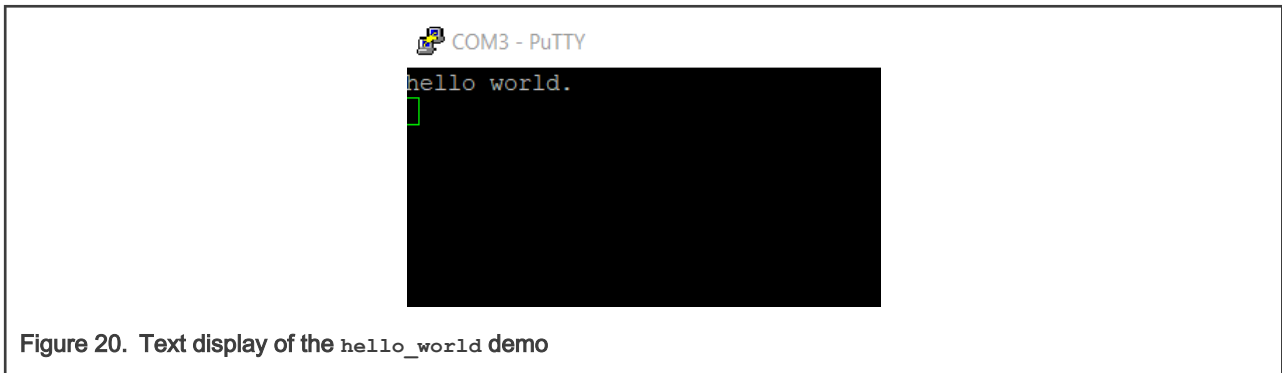 COM3 - PuTTY
hello world.
Figure 20. Text display of the hello_world demo